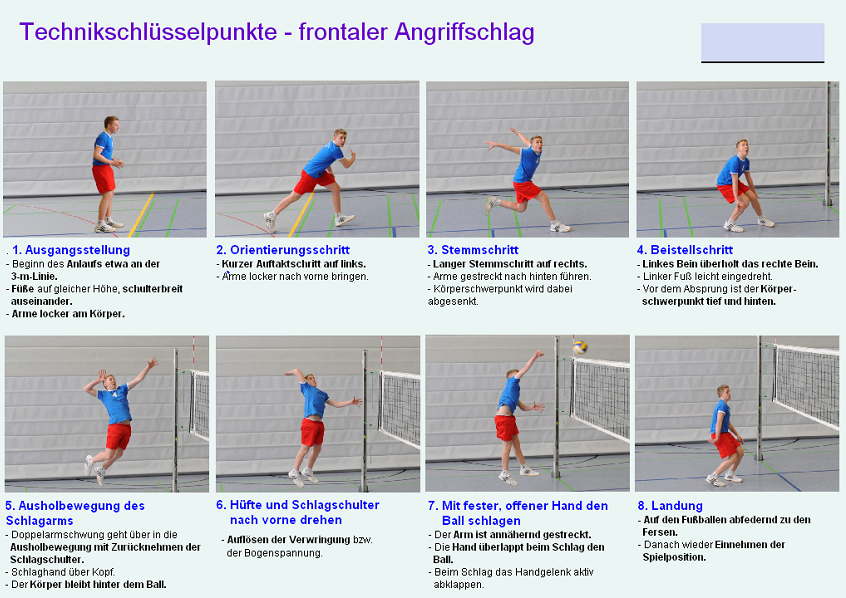 Technikschlüsselpunkte - frontaler Angriffschlag
. 1. Ausgangsstellung
- Beginn des Anlaufs etwa an der
3-m-Linie.
- Füße auf gleicher Höhe, schulterbreit
auseinander.
- Arme locker am Körper.
2. Orientierungsschritt
- Kurzer Auftaktschritt auf links.
- Arme locker nach vorne bringen.
3. Stemmschritt
- Langer Stemmschritt auf rechts.
- Arme gestreckt nach hinten führen.
- Körperschwerpunkt wird dabei
abgesenkt.
4. Beistellschritt
- Linkes Bein überholt das rechte Bein.
- Linker Fuß leicht eingedreht.
- Vor dem Absprung ist der Körper-
schwerpunkt tief und hinten.
5. Ausholbewegung des
Schlagarms
- Doppelarmschwung geht über in die
Ausholbewegung mit Zurücknehmen der
Schlagschulter.
- Schlaghand über Kopf.
- Der Körper bleibt hinter dem Ball.
6. Hüfte und Schlagschulter
nach vorne drehen
- Auflösen der Verwringung bzw.
der Bogenspannung.
7. Mit fester, offener Hand den
Ball schlagen
- Der Arm ist annähernd gestreckt.
- Die Hand überlappt beim Schlag den
Ball.
- Beim Schlag das Handgelenk aktiv
abklappen.
8. Landung
- Auf den Fußballen abfedernd zu den
Fersen.
- Danach wieder Einnehmen der
Spielposition.